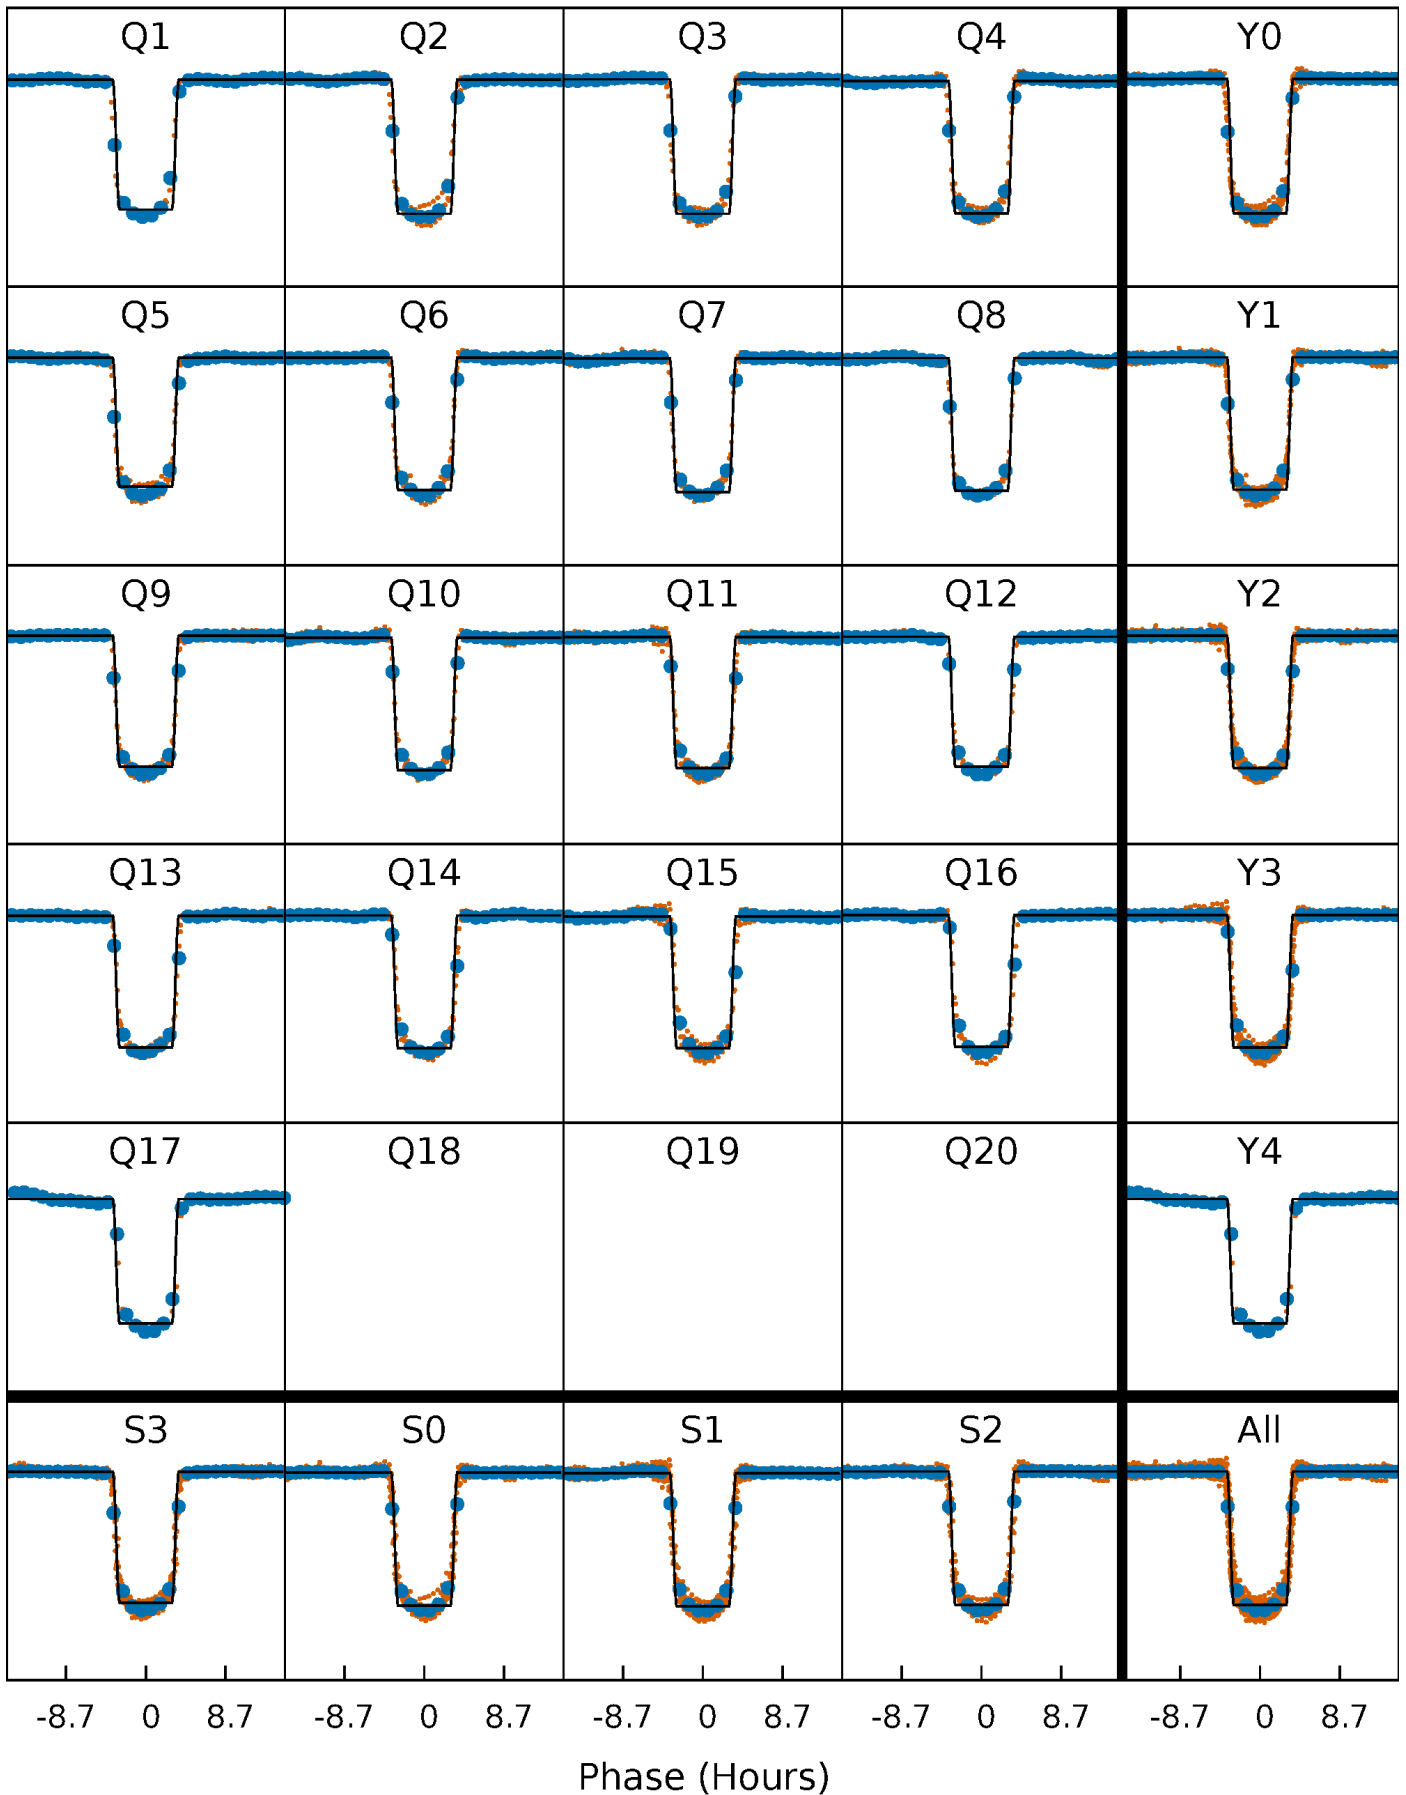 Q1 Q2 Q3 Q4 Y0
Q5 Q6 Q7 Q8 Y1
Q9 Q10 Q11 Q12 Y2
Q13 Q14 Q15 Q16 Y3
Q17 Q18 Q19 Q20 Y4
S3 S0 S1 S2 All
-8.7 0 8.7 -8.7 0 8.7 -8.7 0 8.7 -8.7 0 8.7 -8.7 0 8.7
Phase (Hours)